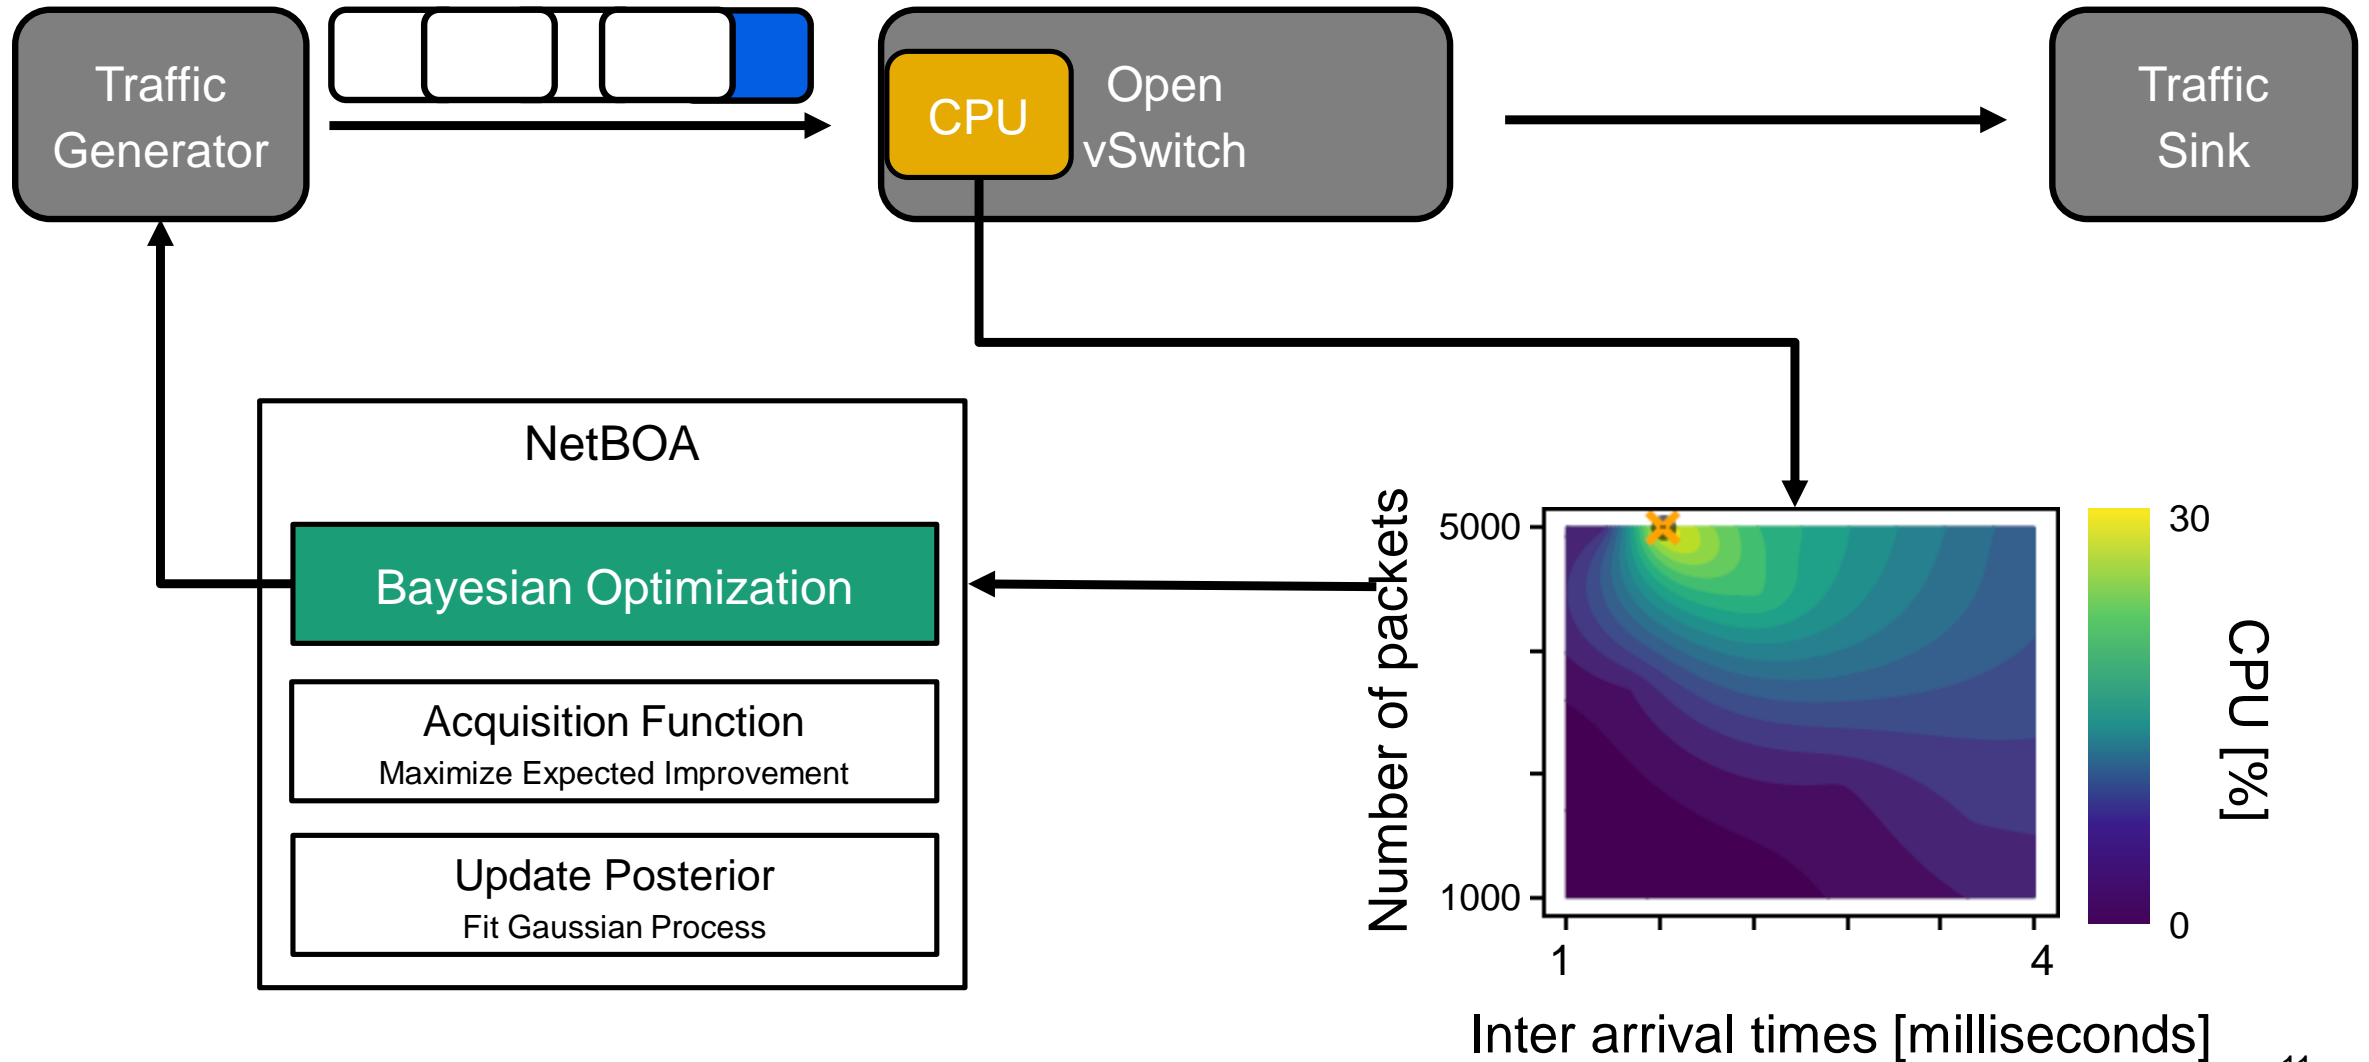 Traffic
Generator
CPU
Open
vSwitch
Traffic
Sink
NetBOA
Bayesian Optimization
Acquisition Function
Maximize Expected Improvement
Update Posterior
Fit Gaussian Process
Number of packets
5000
1000
1
4
Inter arrival times [milliseconds]
30
0
CPU [%]